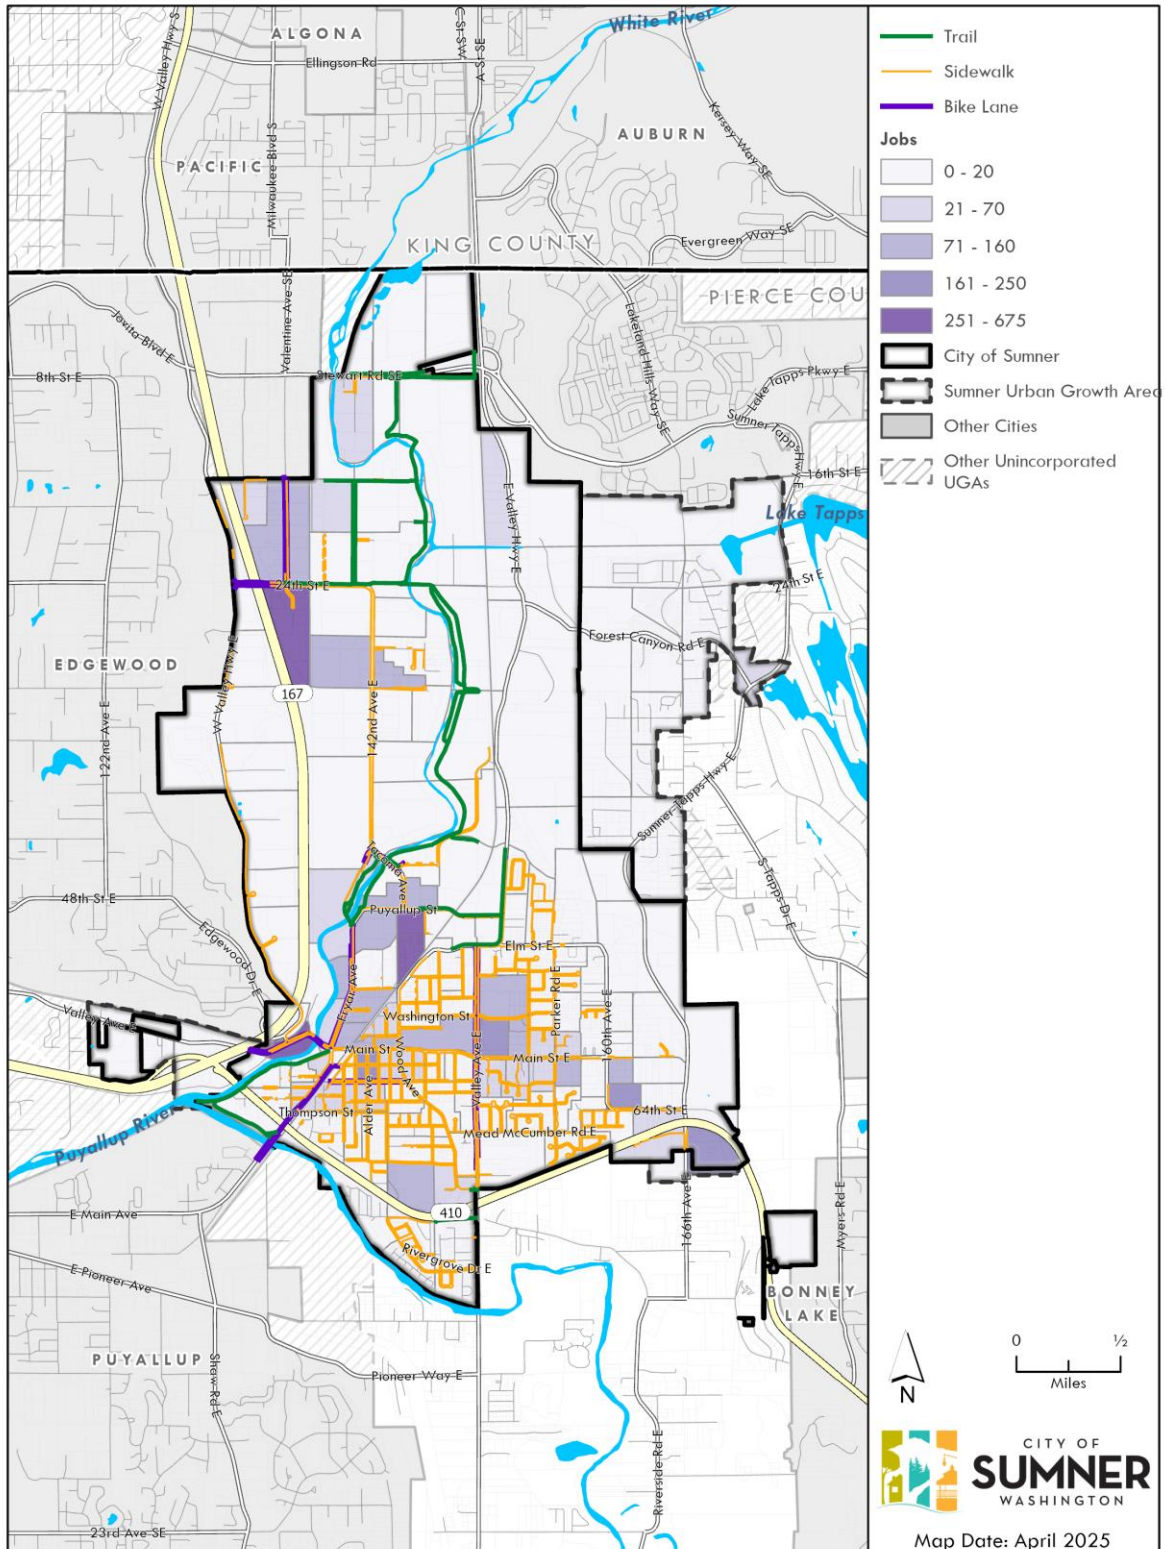 White River
ALGONA
Ellingson Rd
W Valley Hwy S
C St SW
A St SE
Milwaukee Blvd S
PACIFIC
AUBURN
Kersey Way SE
Evergreen Way SE
KING COUNTY
PIERCE COU
Jovita Blvd E
Valentine Ave SE
Lakeland Hills Way SE
8th St E
Stewart Rd SE
Lake Tapps Pkwy E
Sumner Tapps Hwy E
16th St E
Lake Tapps
E Valley Hwy E
24th St E
24th St E
Forest Canyon Rd E
EDGEWOOD
W Valley Hwy E
167
122nd Ave E
142nd Ave E
Sumner Tapps Hwy E
S Tapps Dr E
Tacoma Ave
48th St E
Puyallup St
Edgewood Dr E
Elm St E
Fryar Ave
Parker Rd E
160th Ave E
Valley Ave E
Washington St
Main St
Wood Ave
Valley Ave E
Main St E
Alder Ave
Thompson St
64th St E
Mead McCumber Rd E
Puyallup River
E Main Ave
410
166th Ave E
Myers Rd E
Rivergrove Dr E
E Pioneer Ave
BONNEY
LAKE
PUYALLUP
Shaw Rd E
Pioneer Way E
Riverside Rd E
23rd Ave SE
Trail
Sidewalk
Bike Lane
Jobs
0 - 20
21 - 70
71 - 160
161 - 250
251 - 675
City of Sumner
Sumner Urban Growth Area
Other Cities
Other Unincorporated
UGAs
N
0 ½
Miles
CITY OF
SUMNER
WASHINGTON
Map Date: April 2025